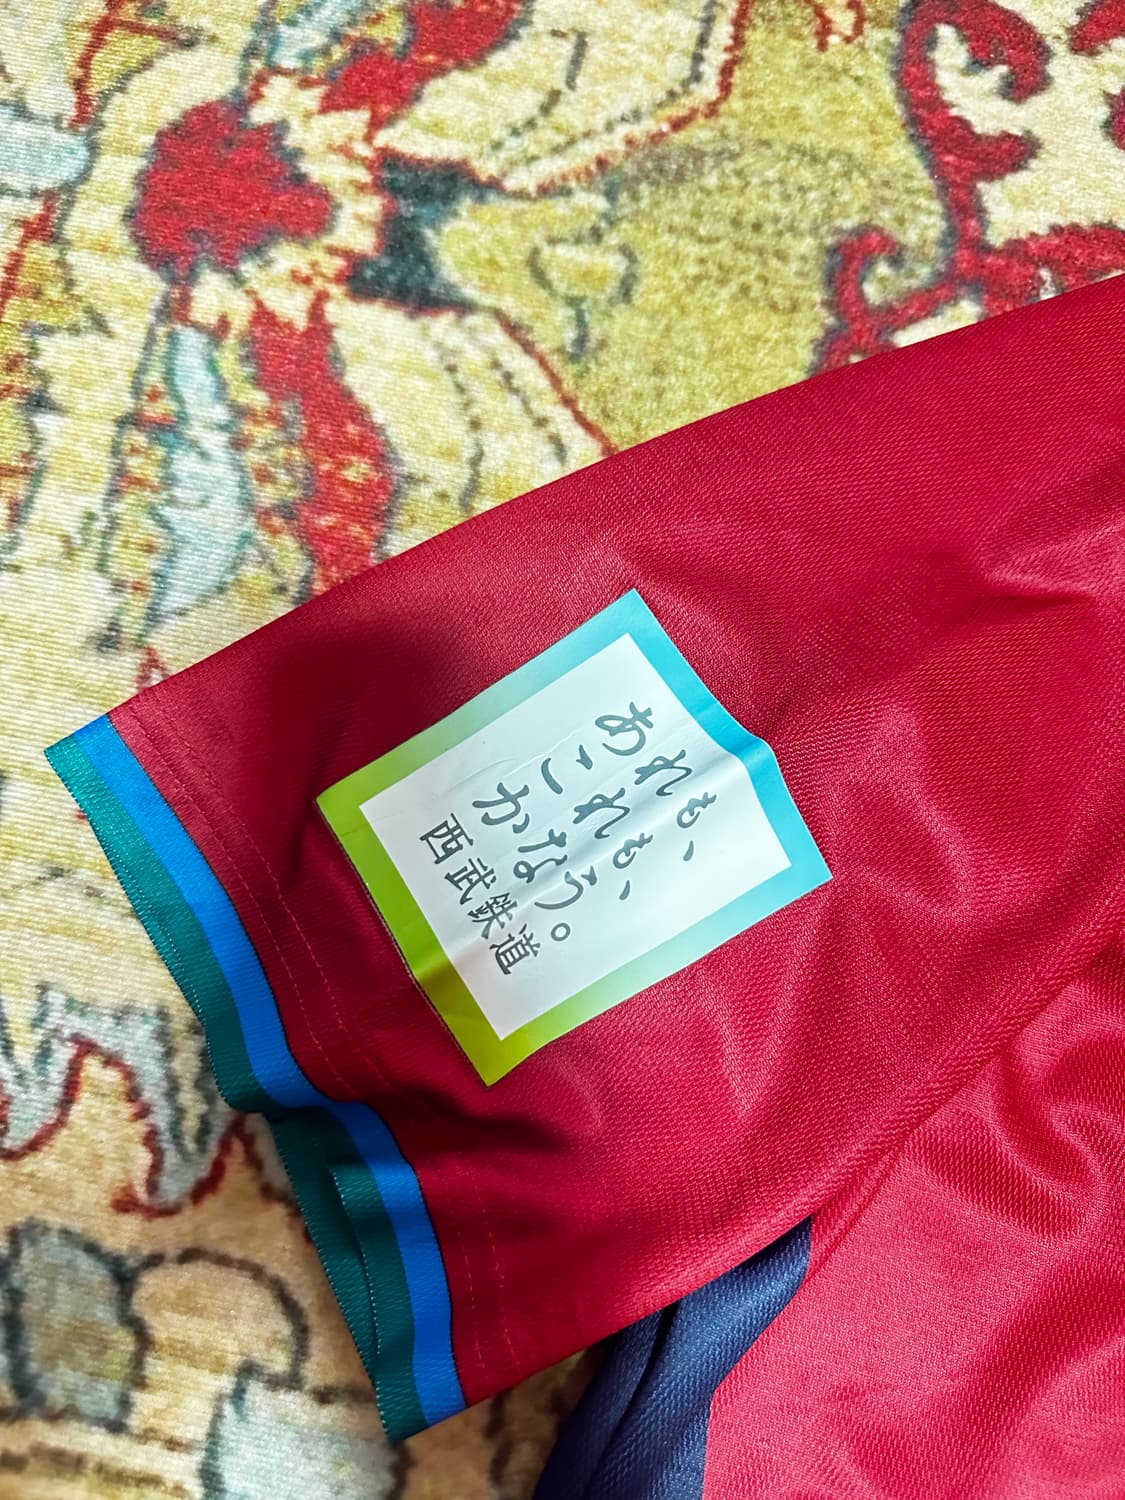 あれも、
これも、
かなう。
西武鉄道